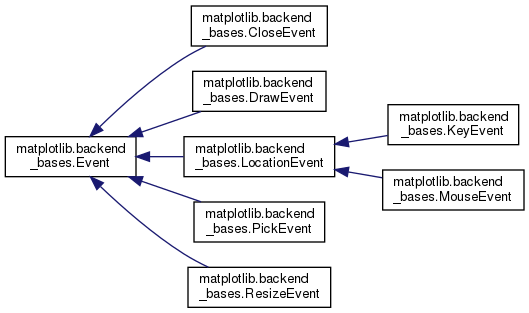 matplotlib.backend
_bases.CloseEvent
matplotlib.backend
_bases.DrawEvent
matplotlib.backend
_bases.KeyEvent
matplotlib.backend
_bases.Event
matplotlib.backend
_bases.LocationEvent
matplotlib.backend
_bases.MouseEvent
matplotlib.backend
_bases.PickEvent
matplotlib.backend
_bases.ResizeEvent